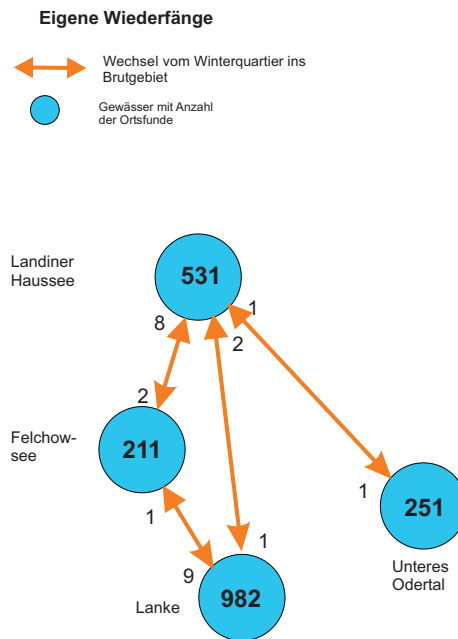 Eigene Wiederfänge
Wechsel vom Winterquartier ins
Brutgebiet
Gewässer mit Anzahl
der Ortsfunde
Landiner
Haussee
531
8
2
1
2
Felchow-
see
211
1
1
251
9
1
Lanke
982
Unteres
Odertal